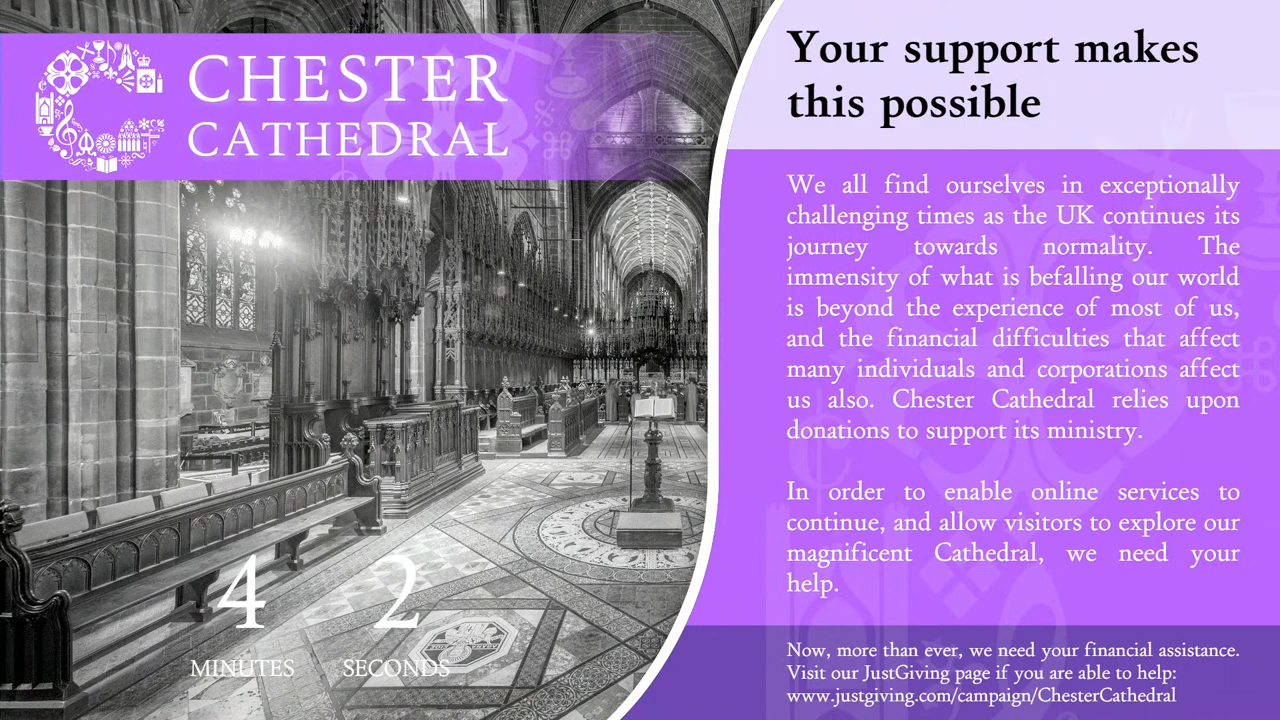 CHESTER
CATHEDRAL
4 2
MINUTES SECONDS
Your support makes
this possible
We all find ourselves in exceptionally
challenging times as the UK continues its
journey towards normality. The
immensity of what is befalling our world
is beyond the experience of most of us,
and the financial difficulties that affect
many individuals and corporations affect
us also. Chester Cathedral relies upon
donations to support its ministry.
In order to enable online services to
continue, and allow visitors to explore our
magnificent Cathedral, we need your
help.
Now, more than ever, we need your financial assistance.
Visit our JustGiving page if you are able to help:
www.justgiving.com/campaign/ChesterCathedral